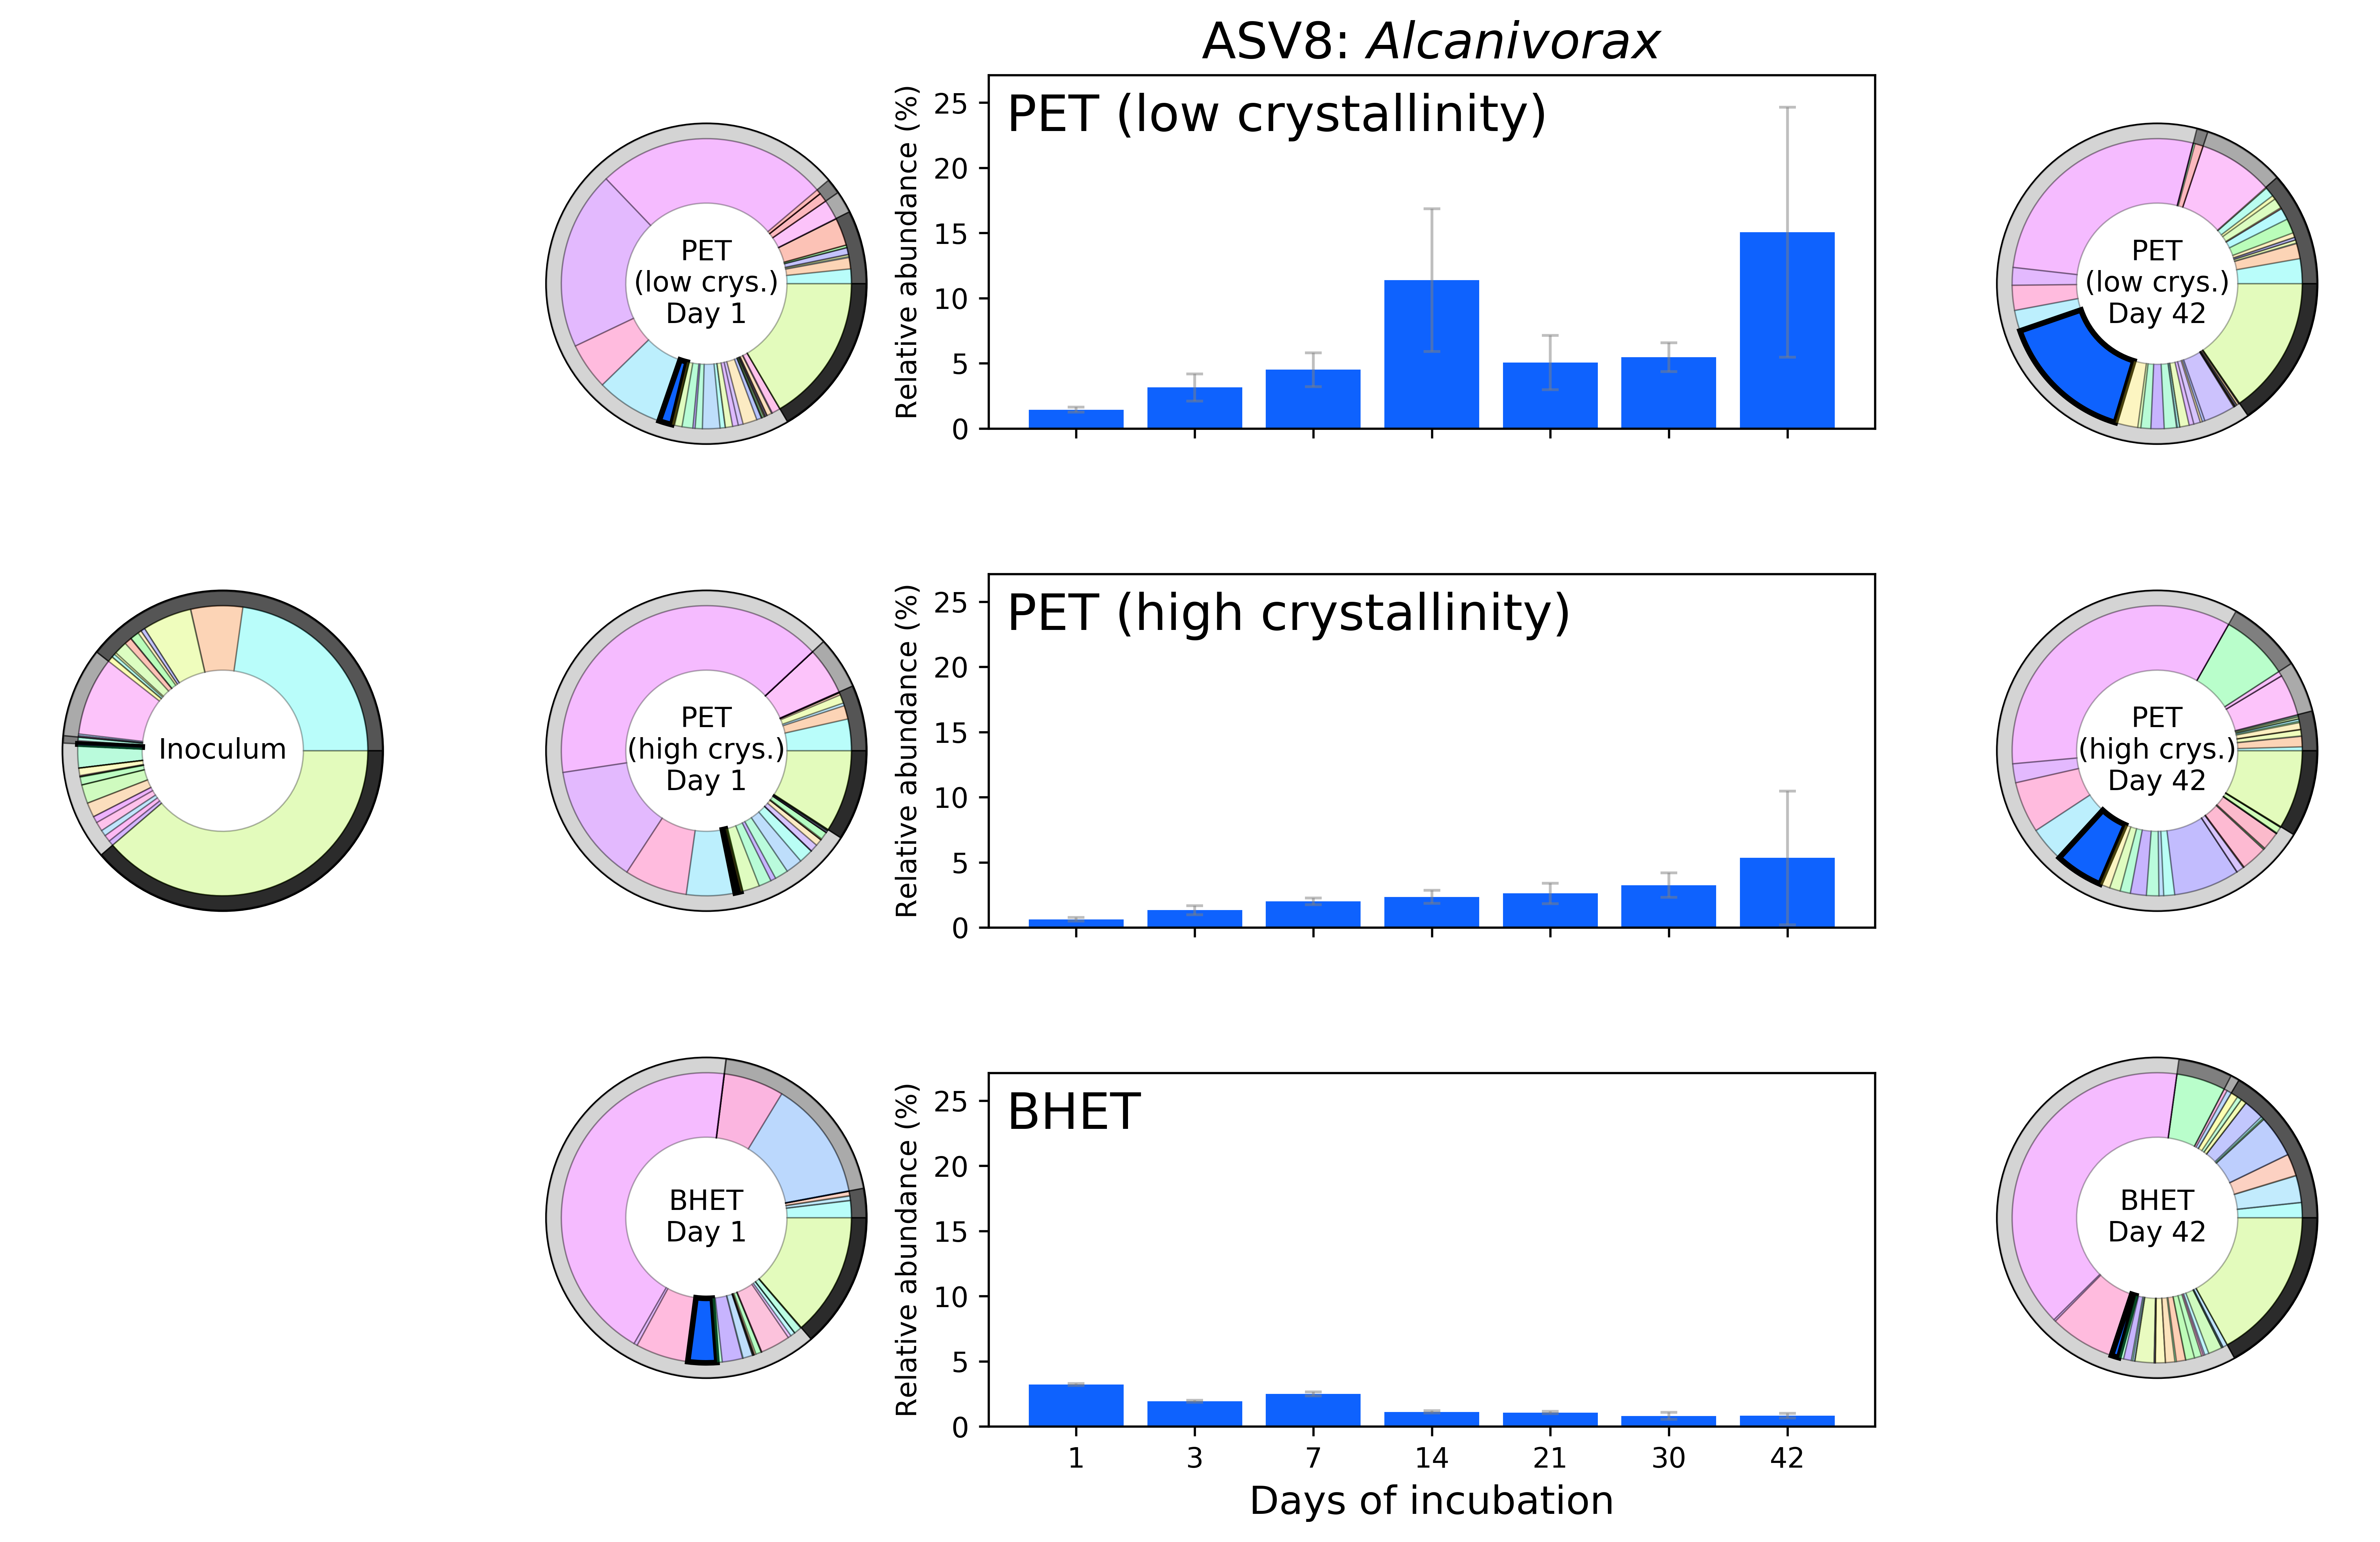 ASV8: Alcanivorax
PET (low crystallinity)
Relative abundance (%)
25
20
15
10
5
0
PET
(low crys.)
Day 1
PET
(low crys.)
Day 42
PET (high crystallinity)
Relative abundance (%)
25
20
15
10
5
0
Inoculum
PET
(high crys.)
Day 1
PET
(high crys.)
Day 42
BHET
Relative abundance (%)
25
20
15
10
5
0
BHET
Day 1
BHET
Day 42
1 3 7 14 21 30 42
Days of incubation